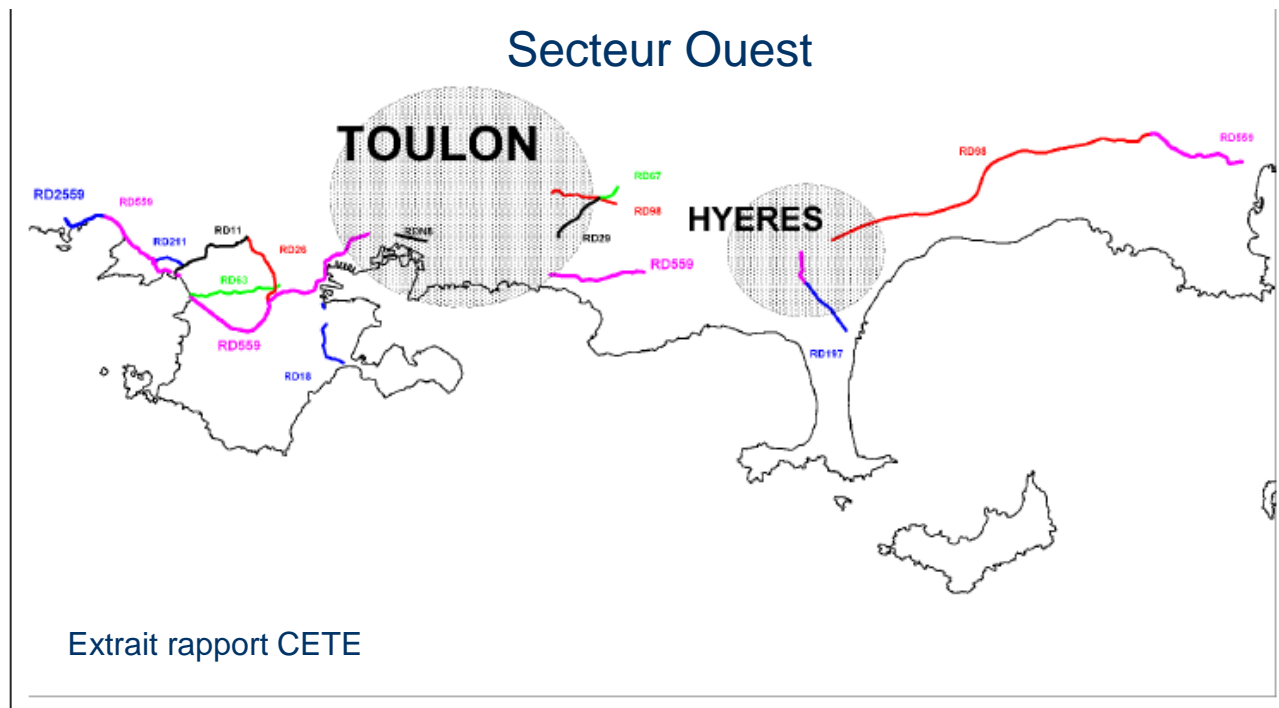 Secteur Ouest
TOULON
RD98
RD559
RD67
RD2559
RD559
RD98
HYERES
RD11
RDN8
RD29
RD211
RD26
RD559
RD63
RD559
RD197
RD18
Extrait rapport CETE